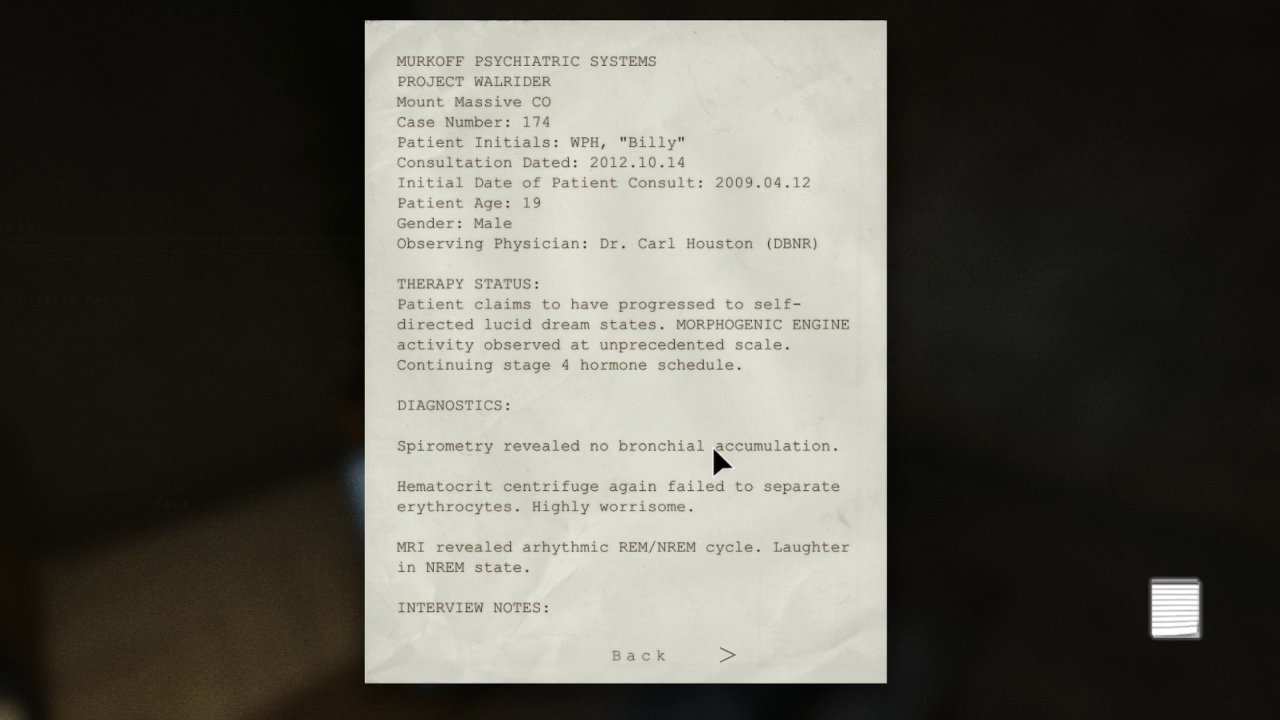 MURKOFF PSYCHIATRIC SYSTEMS
PROJECT WALRIDER
Mount Massive CO
Case Number: 174
Patient Initials: WPH, "Billy"
Consultation Dated: 2012.10.14
Initial Date of Patient Consult: 2009.04.12
Patient Age: 19
Gender: Male
Observing Physician: Dr. Carl Houston (DBNR)
THERAPY STATUS:
Patient claims to have progressed to self-
directed lucid dream states. MORPHOGENIC ENGINE
activity observed at unprecedented scale.
Continuing stage 4 hormone schedule.
DIAGNOSTICS:
Spirometry revealed no bronchial accumulation.
Hematocrit centrifuge again failed to separate
erythrocytes. Highly worrisome.
MRI revealed arhythmic REM/NREM cycle. Laughter
in NREM state.
INTERVIEW NOTES:
Back >